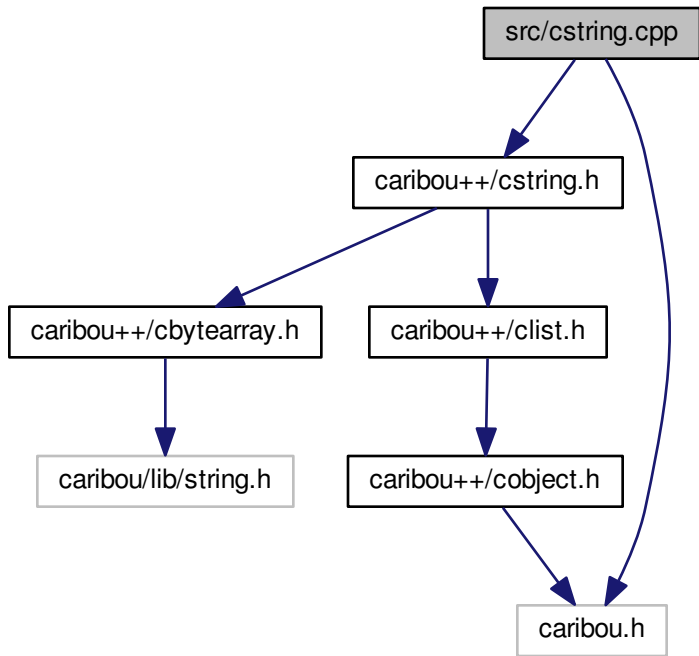 src/cstring.cpp
caribou++/cstring.h
caribou++/cbytearray.h
caribou++/clist.h
caribou/lib/string.h
caribou++/cobject.h
caribou.h